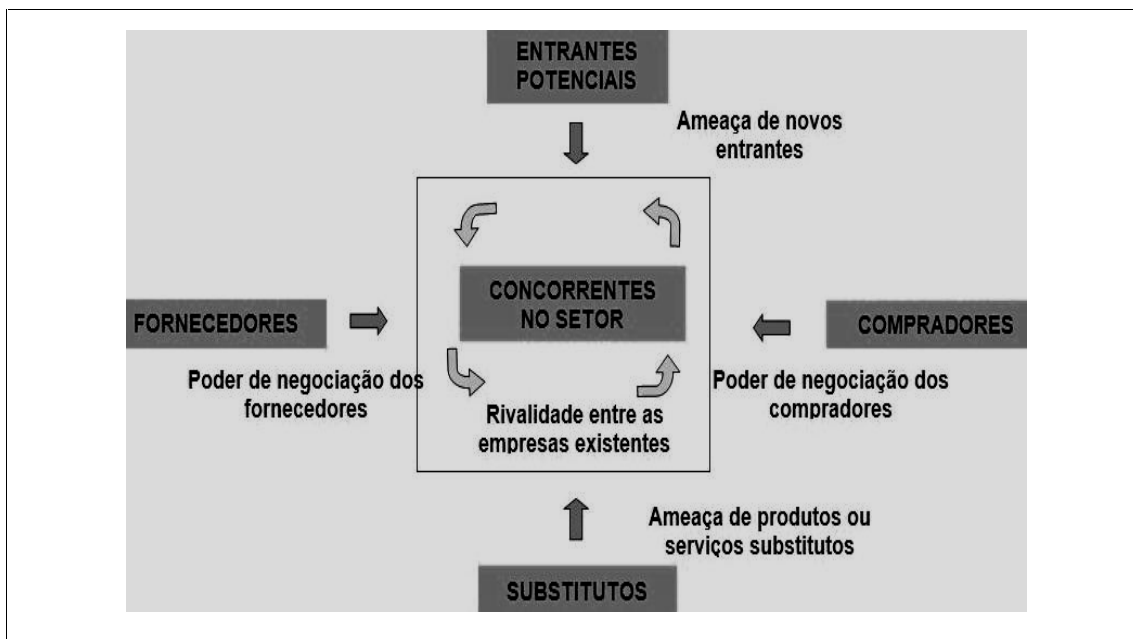 ENTRANTES
POTENCIAIS
Ameaça de novos
entrantes
CONCORRENTES
NO SETOR
FORNECEDORES
COMPRADORES
Poder de negociação dos
fornecedores
Poder de negociação dos
compradores
Rivalidade entre as
empresas existentes
Ameaça de produtos ou
serviços substitutos
SUBSTITUTOS